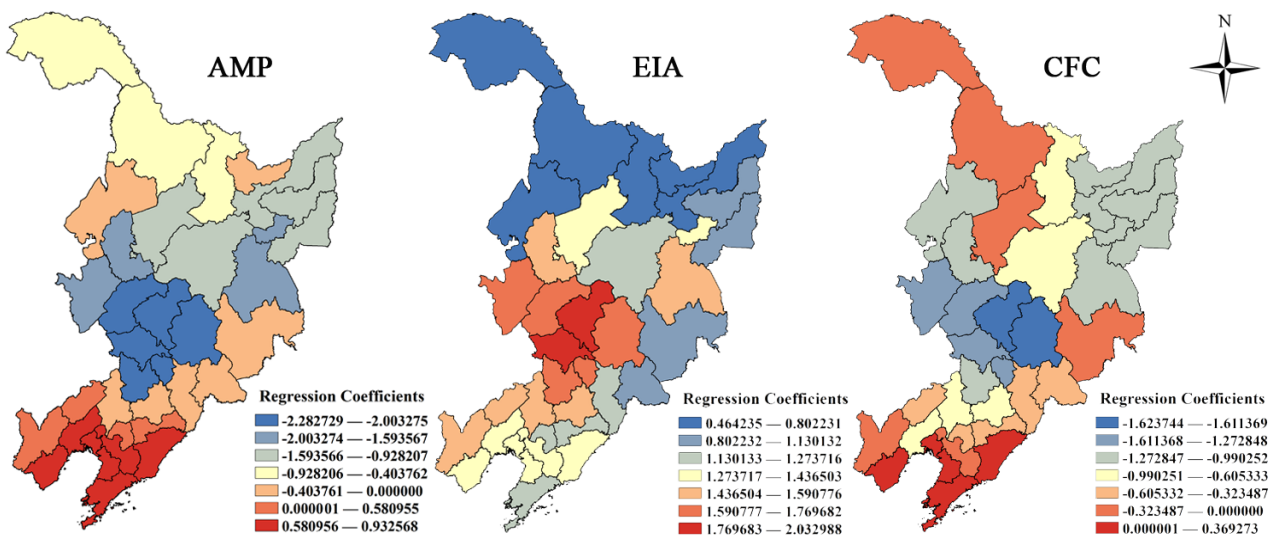 AMP
EIA
CFC
N
Regression Coefficients
-2.282729 — -2.003275
-2.003274 — -1.593567
-1.593566 — -0.928207
-0.928206 — -0.403762
-0.403761 — 0.000000
0.000001 — 0.580955
0.580956 — 0.932568
Regression Coefficients
0.464235 — 0.802231
0.802232 — 1.130132
1.130133 — 1.273716
1.273717 — 1.436503
1.436504 — 1.590776
1.590777 — 1.769682
1.769683 — 2.032988
Regression Coefficients
-1.623744 — -1.611369
-1.611368 — -1.272848
-1.272847 — -0.990252
-0.990251 — -0.605333
-0.605332 — -0.323487
-0.323487 — 0.000000
0.000001 — 0.369273